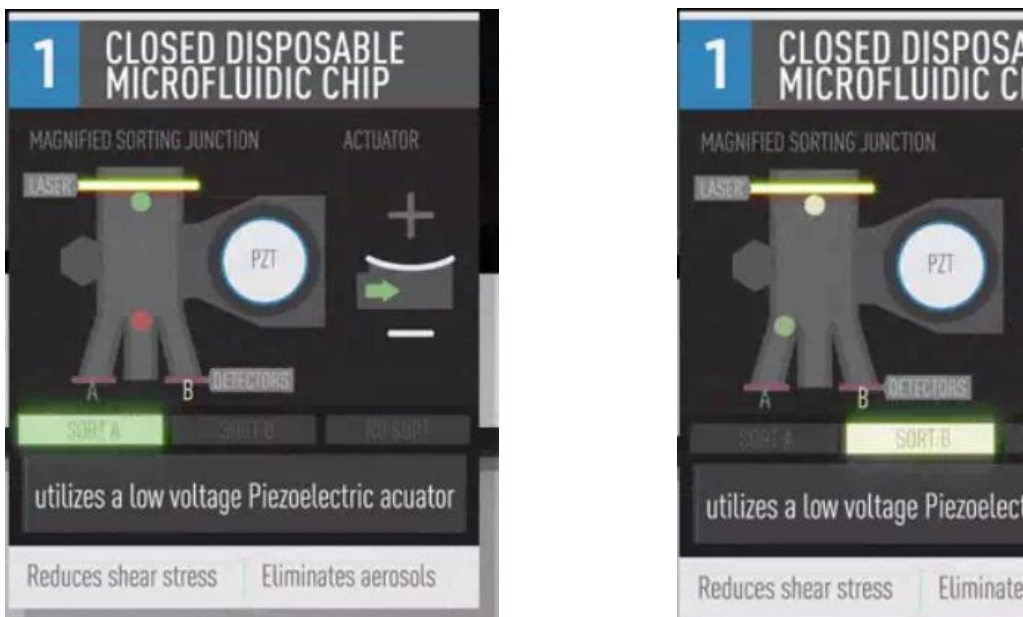 1
CLOSED DISPOSABLE
MICROFLUIDIC CHIP
MAGNIFIED SORTING JUNCTION
ACTUATOR
LASER
PZT
A
B
DETECTORS
SORT A
SORT B
NO SORT
utilizes a low voltage Piezoelectric acuator
Reduces shear stress
Eliminates aerosols
1
CLOSED DISPOSA
MICROFLUIDIC C
MAGNIFIED SORTING JUNCTION
LASER
PZT
A
B
DETECTORS
SORT A
SORT B
utilizes a low voltage Piezoelect
Reduces shear stress
Eliminate